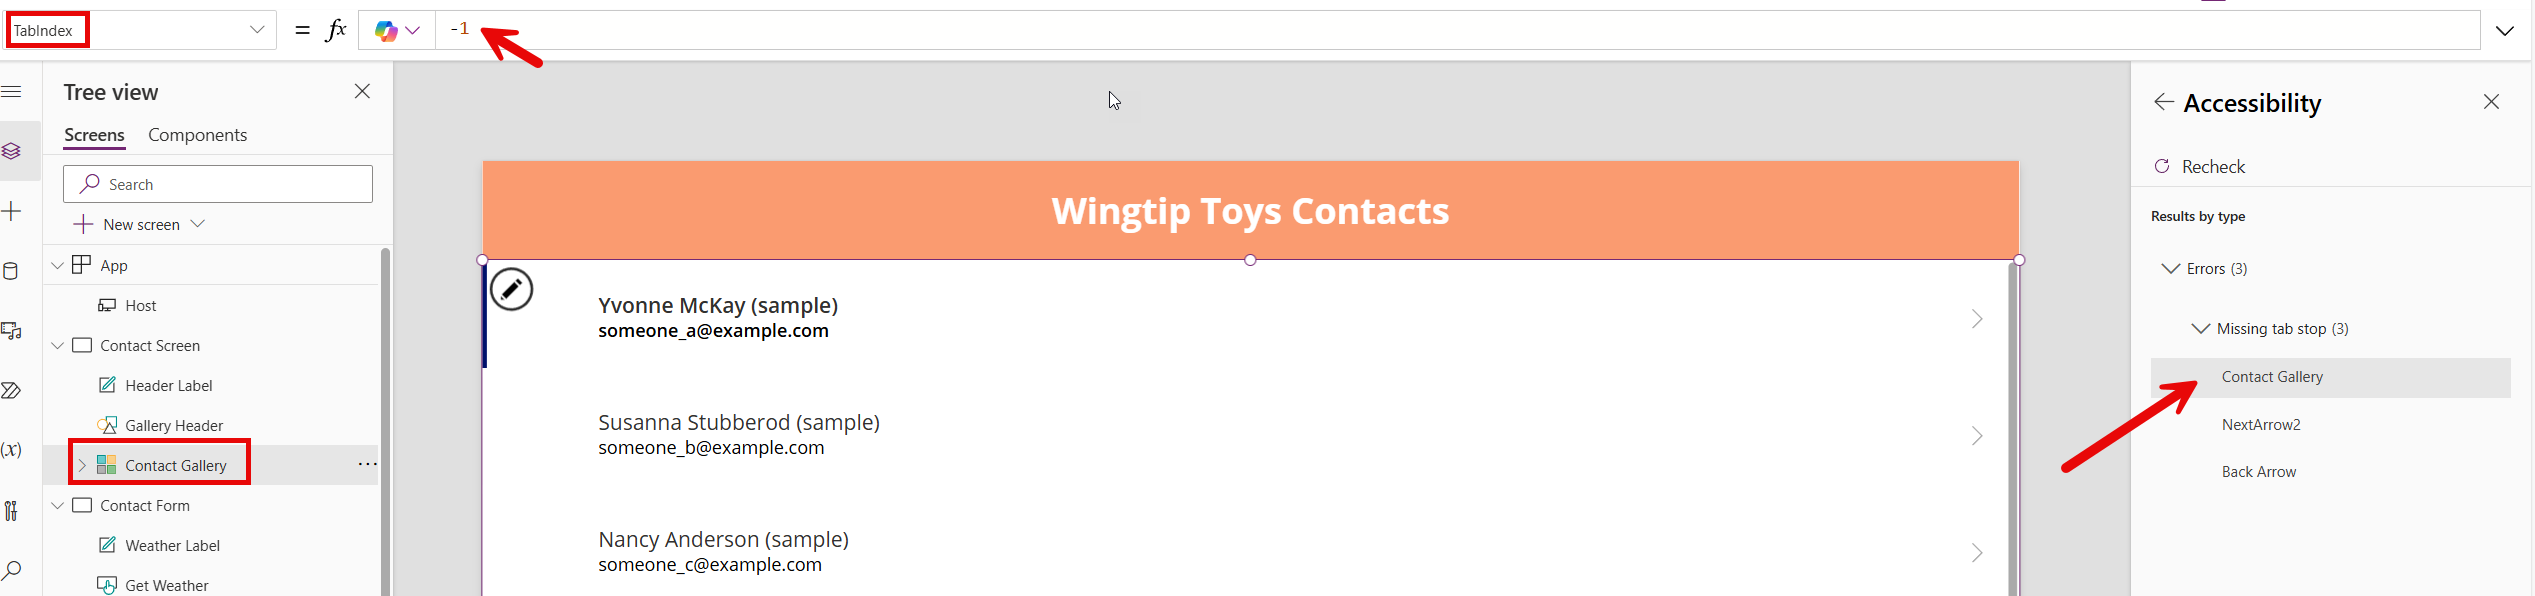 TabIndex
= fx
-1
Tree view
Screens Components
Search
New screen
App
Host
Contact Screen
Header Label
Gallery Header
Contact Gallery ...
Contact Form
Weather Label
Get Weather
(x)
Wingtip Toys Contacts
Yvonne McKay (sample)
someone_a@example.com
Susanna Stubberod (sample)
someone_b@example.com
Nancy Anderson (sample)
someone_c@example.com
Accessibility
Recheck
Results by type
Errors (3)
Missing tab stop (3)
Contact Gallery
NextArrow2
Back Arrow